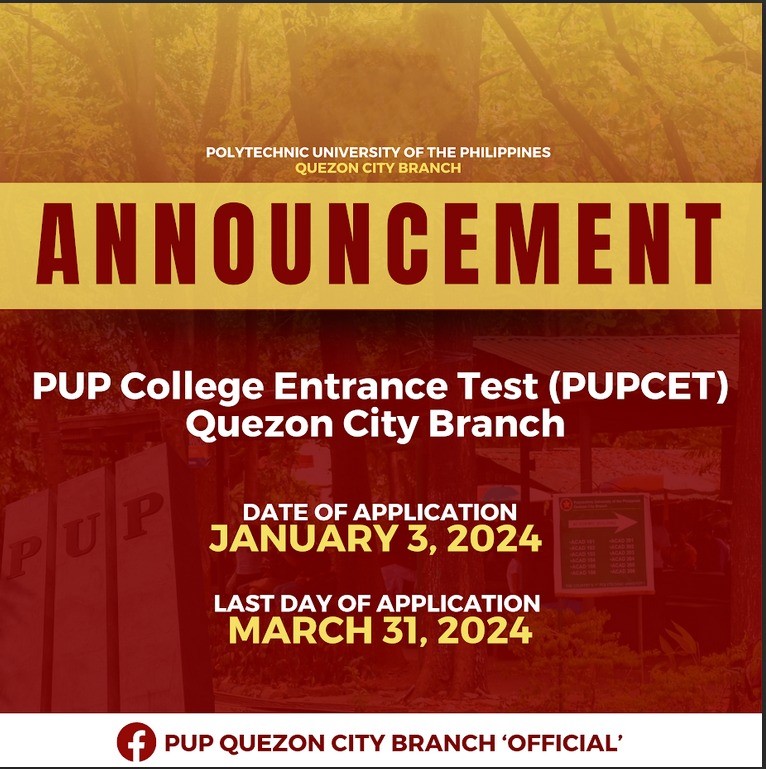 POLYTECHNIC UNIVERSITY OF THE PHILIPPINES
QUEZON CITY BRANCH
ANNOUNCEMENT
PUP College Entrance Test (PUPCET)
Quezon City Branch
DATE OF APPLICATION
JANUARY 3, 2024
LAST DAY OF APPLICATION
MARCH 31, 2024
PUP
PUP QUEZON CITY BRANCH ‘OFFICIAL’